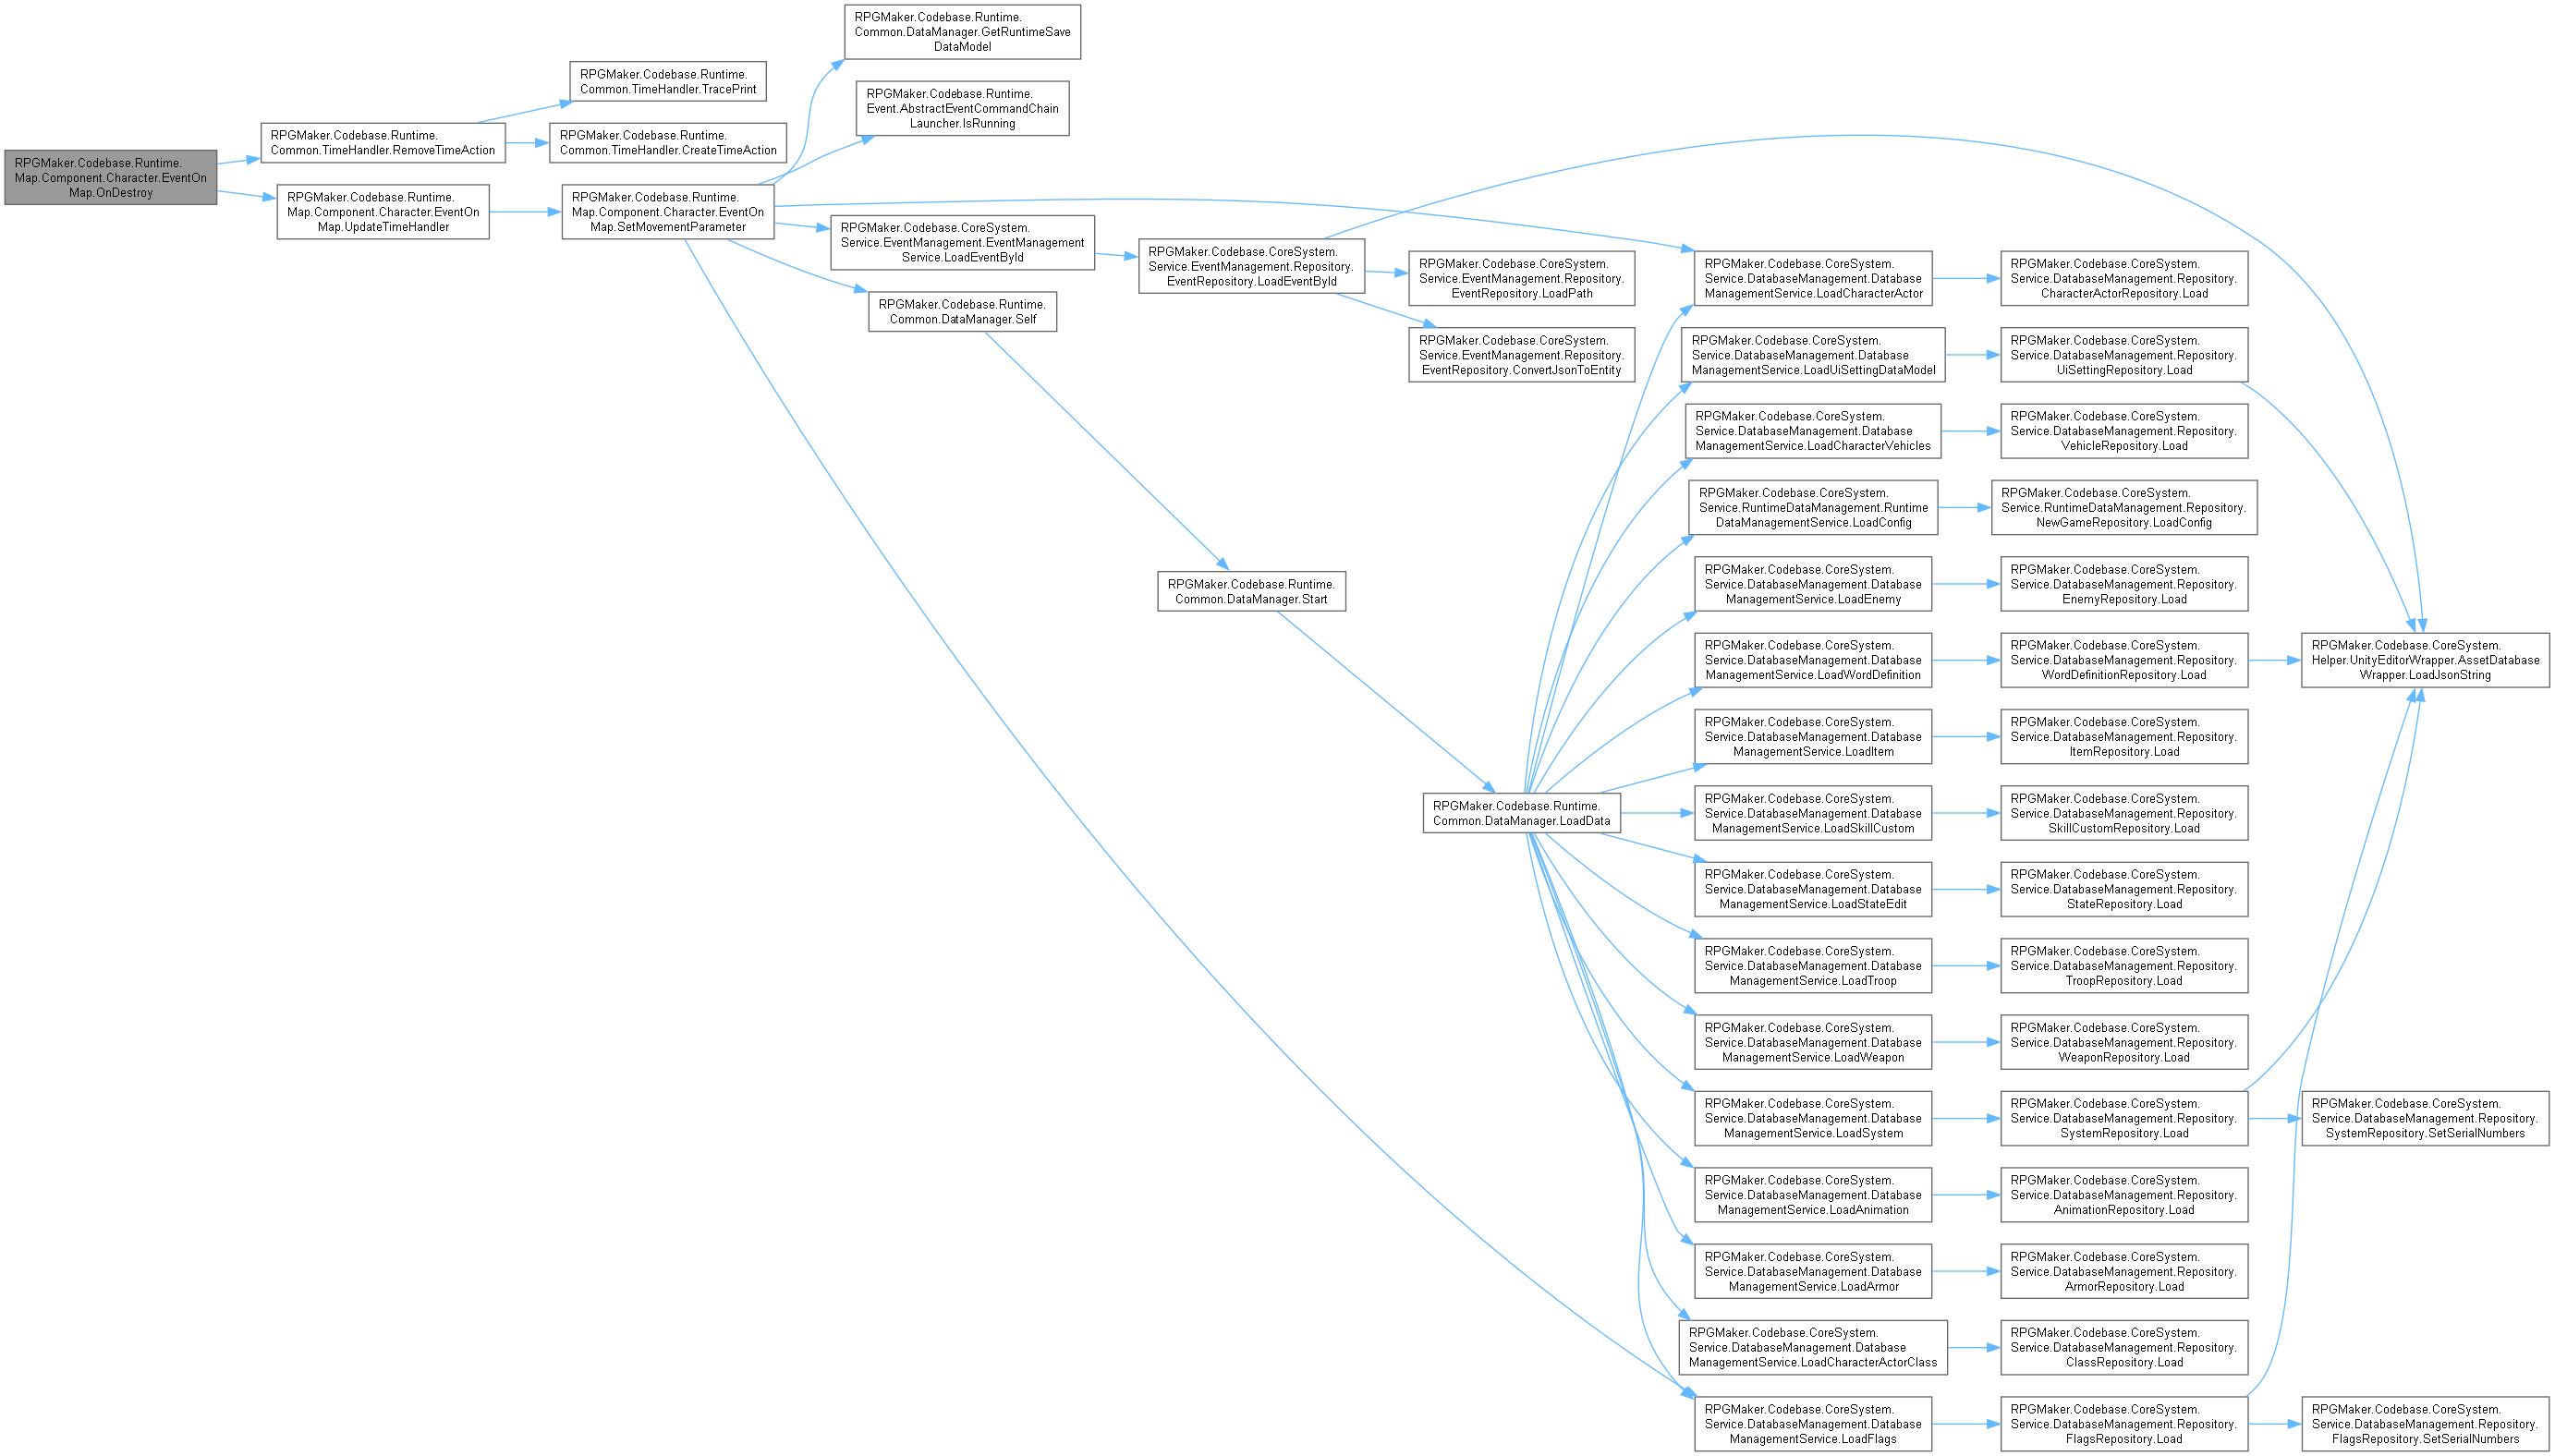 RPGMaker.Codebase.Runtime.
Map.Component.Character.EventOn
Map.OnDestroy
RPGMaker.Codebase.Runtime.
Common.TimeHandler.RemoveTimeAction
RPGMaker.Codebase.Runtime.
Map.Component.Character.EventOn
Map.UpdateTimeHandler
RPGMaker.Codebase.Runtime.
Common.TimeHandler.TracePrint
RPGMaker.Codebase.Runtime.
Common.TimeHandler.CreateTimeAction
RPGMaker.Codebase.Runtime.
Map.Component.Character.EventOn
Map.SetMovementParameter
RPGMaker.Codebase.Runtime.
Common.DataManager.GetRuntimeSave
DataModel
RPGMaker.Codebase.Runtime.
Event.AbstractEventCommandChain
Launcher.IsRunning
RPGMaker.Codebase.CoreSystem.
Service.EventManagement.EventManagement
Service.LoadEventById
RPGMaker.Codebase.Runtime.
Common.DataManager.Self
RPGMaker.Codebase.CoreSystem.
Service.EventManagement.Repository.
EventRepository.LoadEventById
RPGMaker.Codebase.Runtime.
Common.DataManager.Start
RPGMaker.Codebase.CoreSystem.
Service.EventManagement.Repository.
EventRepository.LoadPath
RPGMaker.Codebase.CoreSystem.
Service.EventManagement.Repository.
EventRepository.ConvertJsonToEntity
RPGMaker.Codebase.Runtime.
Common.DataManager.LoadData
RPGMaker.Codebase.CoreSystem.
Service.DatabaseManagement.Database
ManagementService.LoadCharacterActor
RPGMaker.Codebase.CoreSystem.
Service.DatabaseManagement.Repository.
CharacterActorRepository.Load
RPGMaker.Codebase.CoreSystem.
Service.DatabaseManagement.Database
ManagementService.LoadUiSettingDataModel
RPGMaker.Codebase.CoreSystem.
Service.DatabaseManagement.Repository.
UiSettingRepository.Load
RPGMaker.Codebase.CoreSystem.
Service.DatabaseManagement.Database
ManagementService.LoadCharacterVehicles
RPGMaker.Codebase.CoreSystem.
Service.DatabaseManagement.Repository.
VehicleRepository.Load
RPGMaker.Codebase.CoreSystem.
Service.RuntimeDataManagement.Runtime
DataManagementService.LoadConfig
RPGMaker.Codebase.CoreSystem.
Service.RuntimeDataManagement.Repository.
NewGameRepository.LoadConfig
RPGMaker.Codebase.CoreSystem.
Service.DatabaseManagement.Database
ManagementService.LoadEnemy
RPGMaker.Codebase.CoreSystem.
Service.DatabaseManagement.Repository.
EnemyRepository.Load
RPGMaker.Codebase.CoreSystem.
Service.DatabaseManagement.Database
ManagementService.LoadWordDefinition
RPGMaker.Codebase.CoreSystem.
Service.DatabaseManagement.Repository.
WordDefinitionRepository.Load
RPGMaker.Codebase.CoreSystem.
Helper.UnityEditorWrapper.AssetDatabase
Wrapper.LoadJsonString
RPGMaker.Codebase.CoreSystem.
Service.DatabaseManagement.Database
ManagementService.LoadItem
RPGMaker.Codebase.CoreSystem.
Service.DatabaseManagement.Repository.
ItemRepository.Load
RPGMaker.Codebase.CoreSystem.
Service.DatabaseManagement.Database
ManagementService.LoadSkillCustom
RPGMaker.Codebase.CoreSystem.
Service.DatabaseManagement.Repository.
SkillCustomRepository.Load
RPGMaker.Codebase.CoreSystem.
Service.DatabaseManagement.Database
ManagementService.LoadStateEdit
RPGMaker.Codebase.CoreSystem.
Service.DatabaseManagement.Repository.
StateRepository.Load
RPGMaker.Codebase.CoreSystem.
Service.DatabaseManagement.Database
ManagementService.LoadTroop
RPGMaker.Codebase.CoreSystem.
Service.DatabaseManagement.Repository.
TroopRepository.Load
RPGMaker.Codebase.CoreSystem.
Service.DatabaseManagement.Database
ManagementService.LoadWeapon
RPGMaker.Codebase.CoreSystem.
Service.DatabaseManagement.Repository.
WeaponRepository.Load
RPGMaker.Codebase.CoreSystem.
Service.DatabaseManagement.Database
ManagementService.LoadSystem
RPGMaker.Codebase.CoreSystem.
Service.DatabaseManagement.Repository.
SystemRepository.Load
RPGMaker.Codebase.CoreSystem.
Service.DatabaseManagement.Repository.
SystemRepository.SetSerialNumbers
RPGMaker.Codebase.CoreSystem.
Service.DatabaseManagement.Database
ManagementService.LoadAnimation
RPGMaker.Codebase.CoreSystem.
Service.DatabaseManagement.Repository.
AnimationRepository.Load
RPGMaker.Codebase.CoreSystem.
Service.DatabaseManagement.Database
ManagementService.LoadArmor
RPGMaker.Codebase.CoreSystem.
Service.DatabaseManagement.Repository.
ArmorRepository.Load
RPGMaker.Codebase.CoreSystem.
Service.DatabaseManagement.Database
ManagementService.LoadCharacterActorClass
RPGMaker.Codebase.CoreSystem.
Service.DatabaseManagement.Repository.
ClassRepository.Load
RPGMaker.Codebase.CoreSystem.
Service.DatabaseManagement.Database
ManagementService.LoadFlags
RPGMaker.Codebase.CoreSystem.
Service.DatabaseManagement.Repository.
FlagsRepository.Load
RPGMaker.Codebase.CoreSystem.
Service.DatabaseManagement.Repository.
FlagsRepository.SetSerialNumbers